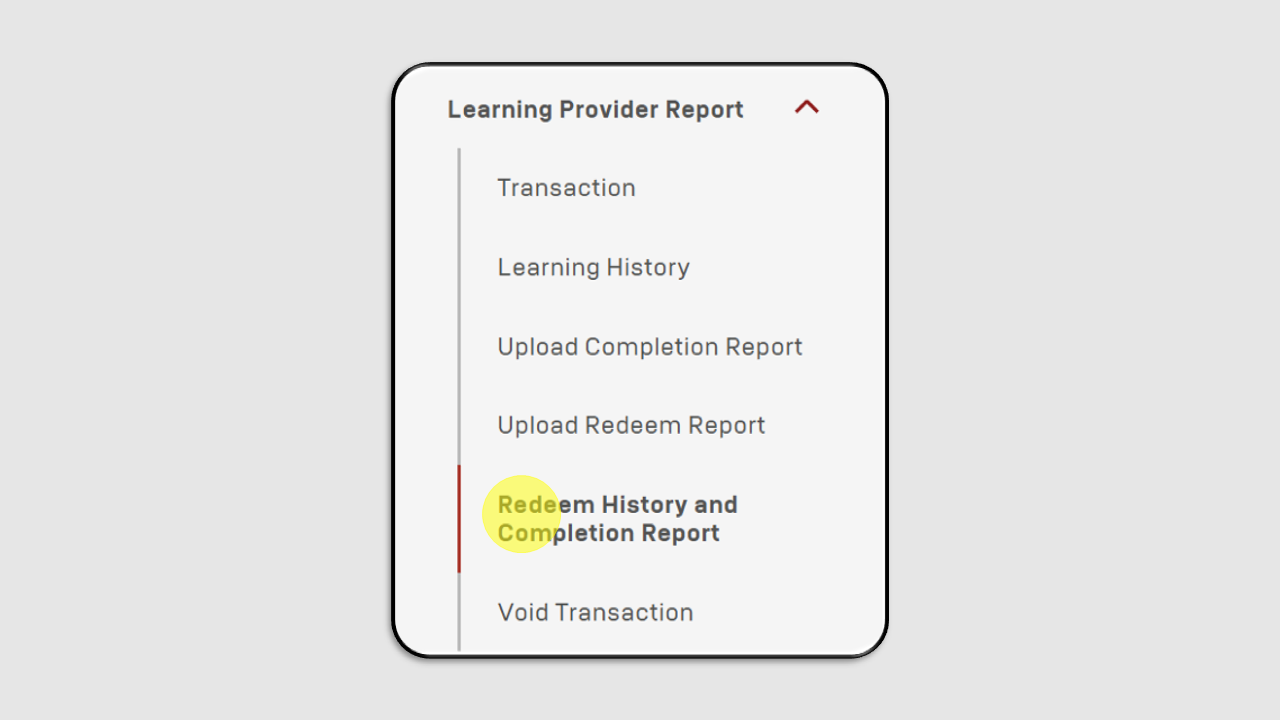 Learning Provider Report
Transaction
Learning History
Upload Completion Report
Upload Redeem Report
Redeem History and
Completion Report
Void Transaction